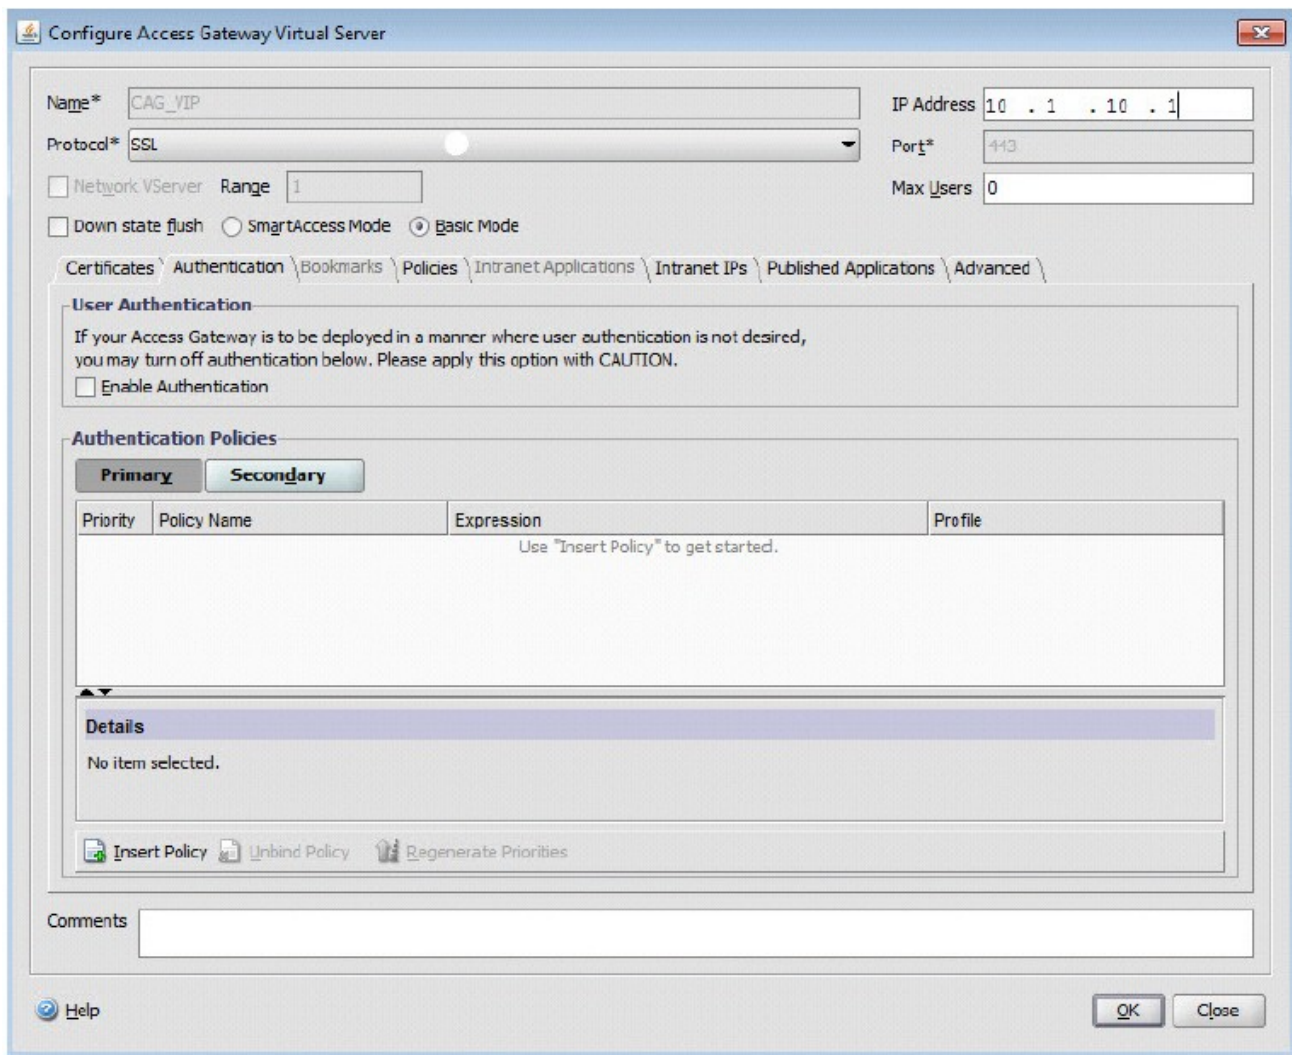 Configure Access Gateway Virtual Server
Name* CAG_VIP IP Address 10 . 1 . 10 . 1
Protocol* SSL Port* 443
Network VServer Range 1 Max Users 0
Down state flush SmartAccess Mode Basic Mode
Certificates Authentication Bookmarks Policies Intranet Applications Intranet IPs Published Applications Advanced
User Authentication
If your Access Gateway is to be deployed in a manner where user authentication is not desired,
you may turn off authentication below. Please apply this option with CAUTION.
Enable Authentication
Authentication Policies
Primary Secondary
Priority Policy Name Expression Profile
Use "Insert Policy" to get started.
Details
No item selected.
Insert Policy Unbind Policy Regenerate Priorities
Comments
Help OK Close